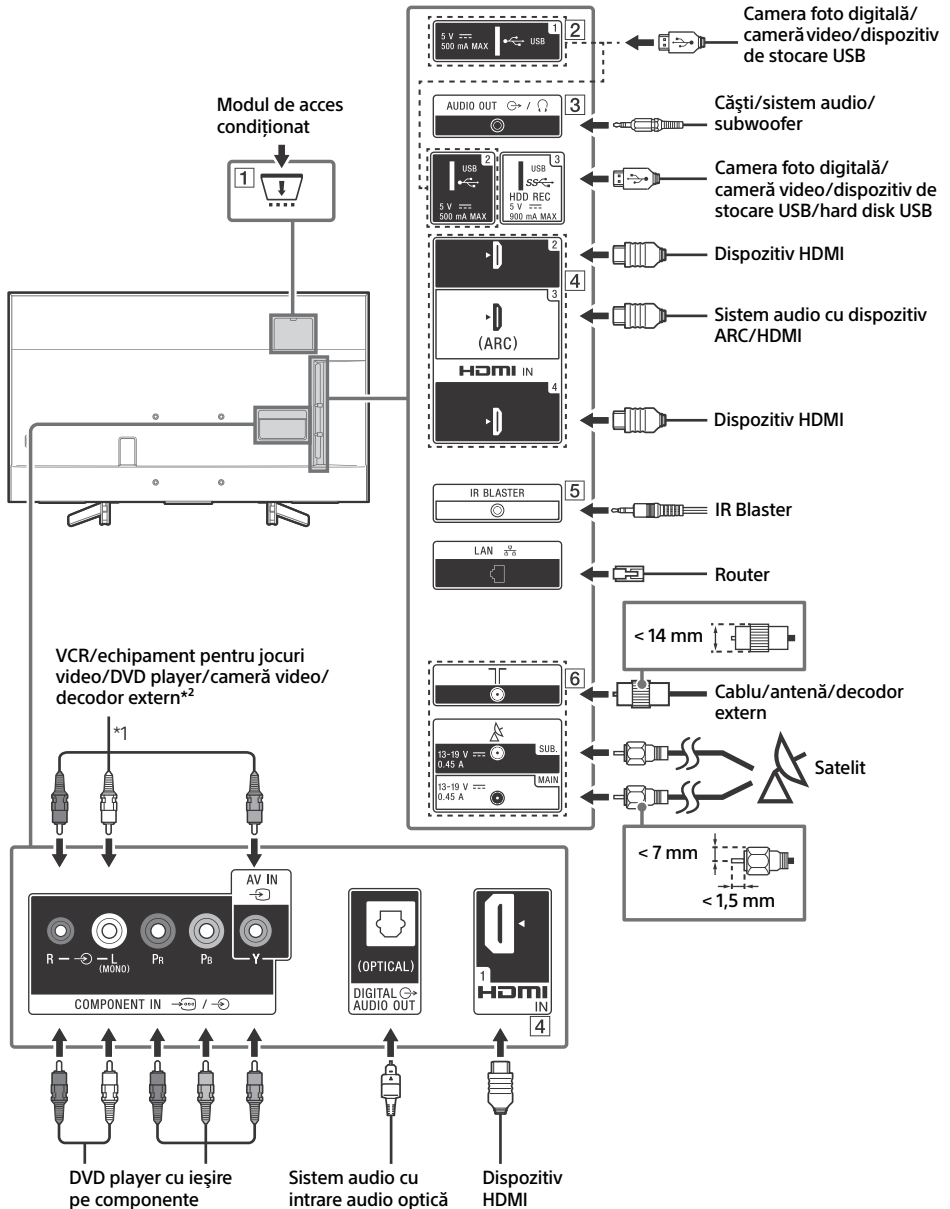 Camera foto digitală/
cameră video/dispozitiv
de stocare USB
5 V
500 mA MAX
USB
1
2
Modul de acces
condiționat
1
AUDIO OUT
/
3
Căști/sistem audio/
subwoofer
2
USB
5 V
500 mA MAX
3
USB
SS
HDD REC
5 V
900 mA MAX
Camera foto digitală/
cameră video/dispozitiv de
stocare USB/hard disk USB
2
4
Dispozitiv HDMI
3
(ARC)
HDMI IN
Sistem audio cu dispozitiv
ARC/HDMI
4
Dispozitiv HDMI
IR BLASTER
5
IR Blaster
LAN
Router
< 14 mm
6
Cablu/antenă/decodor
extern
13-19 V
0.45 A
SUB.
MAIN
13-19 V
0.45 A
Satelit
< 7 mm
< 1,5 mm
VCR/echipament pentru jocuri
video/DVD player/cameră video/
decodor extern*2
*1
AV IN
R — L
(MONO)
PR
PB
Y
COMPONENT IN /
(OPTICAL)
DIGITAL
AUDIO OUT
1
HDMI
IN
4
DVD player cu ieşire
pe componente
Sistem audio cu
intrare audio optică
Dispozitiv
HDMI